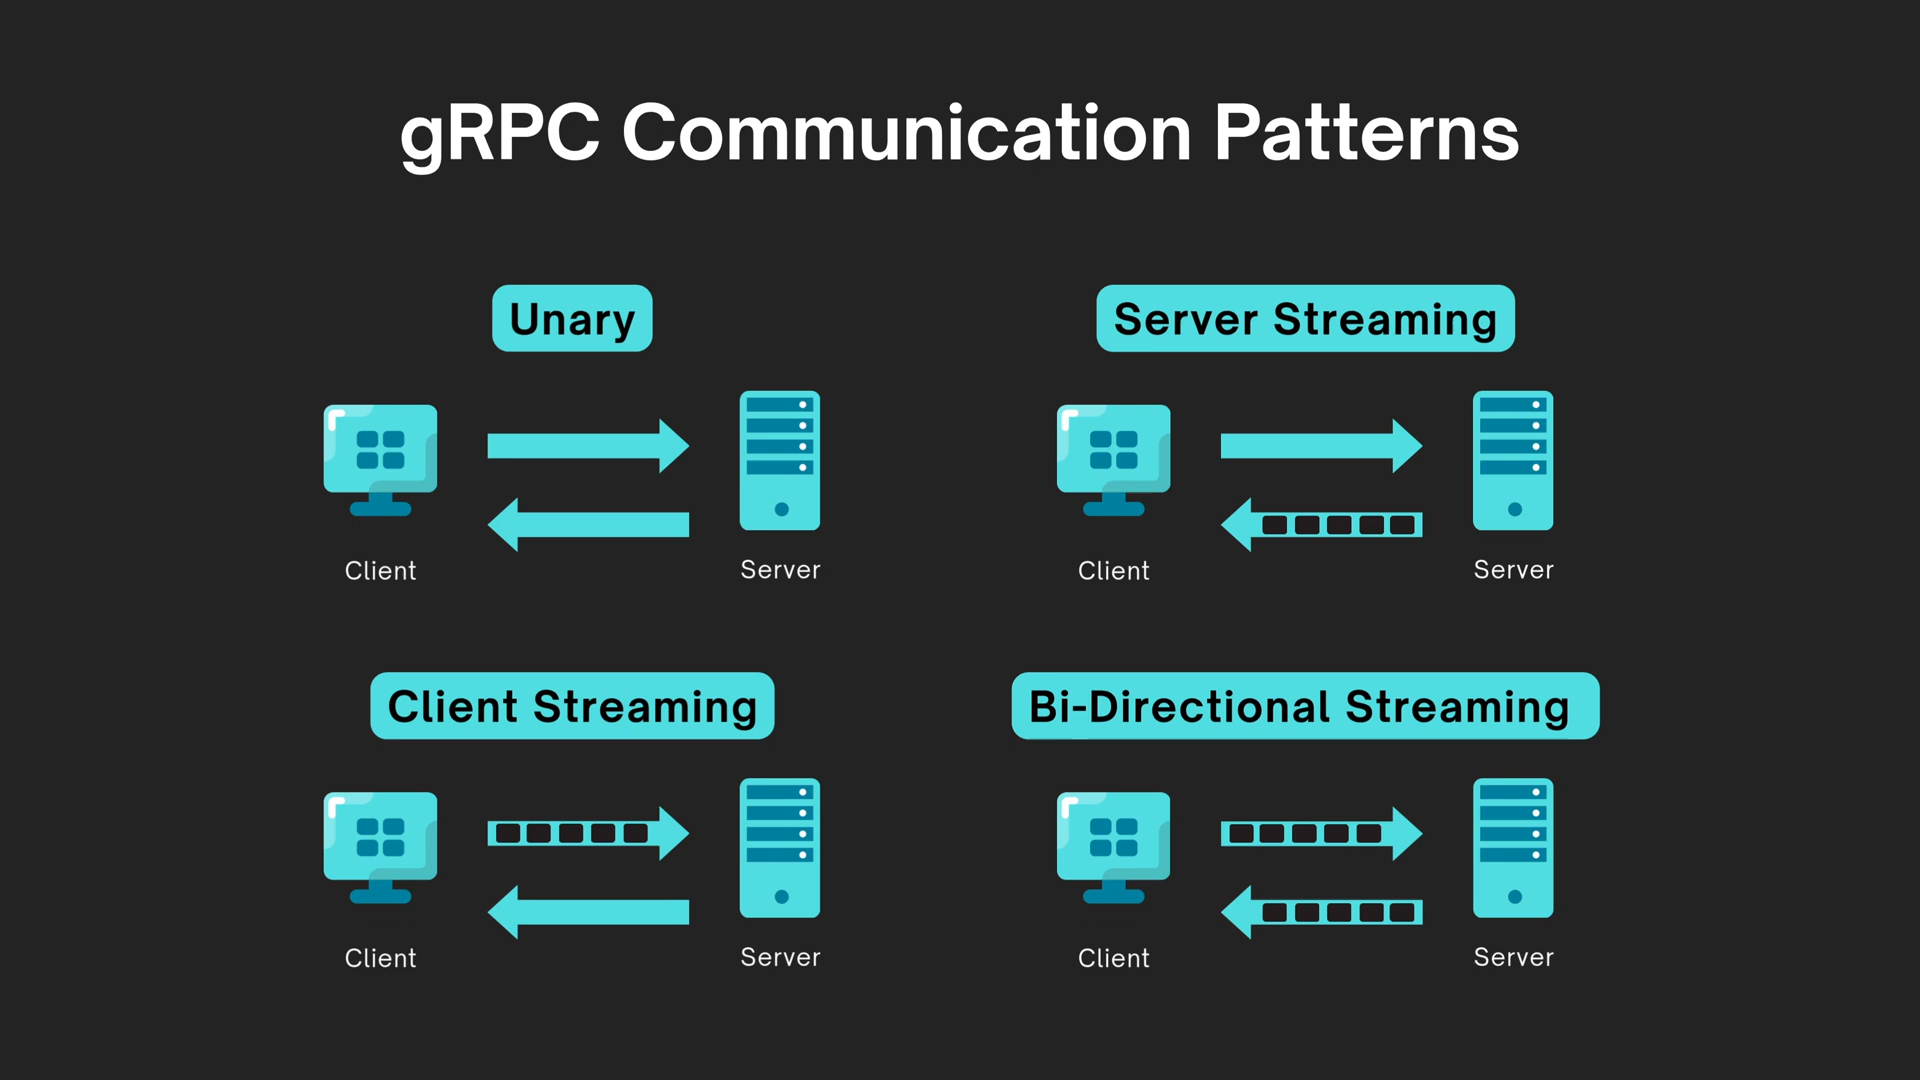 gRPC Communication Patterns
Unary
Client
Server
Server Streaming
Client
Server
Client Streaming
Client
Server
Bi-Directional Streaming
Client
Server